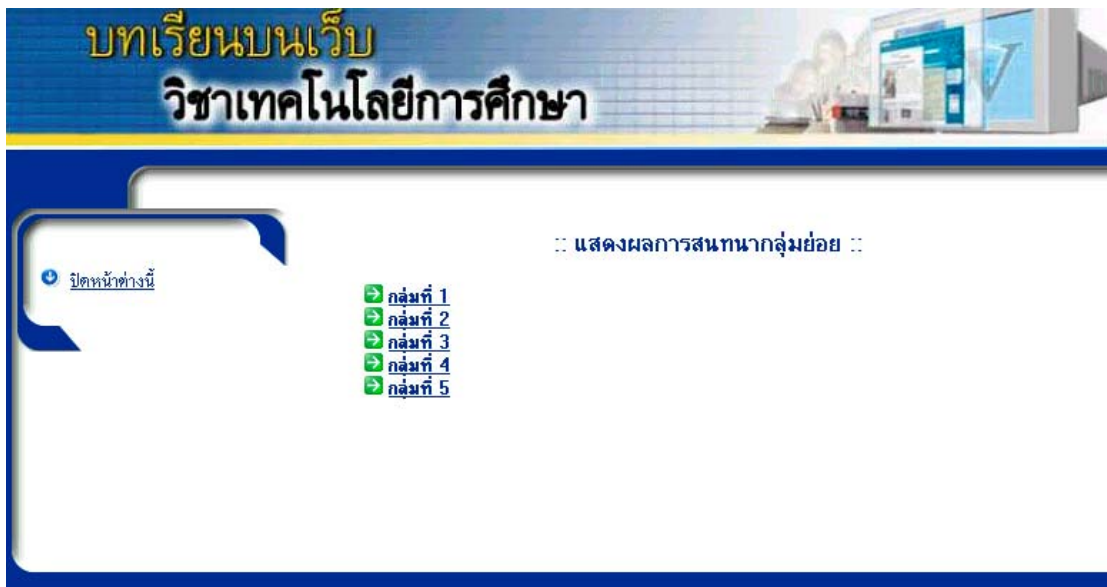 บทเรียนบนเว็บ
วิชาเทคโนโลยีการศึกษา
:: แสดงผลการสนทนากลุ่มย่อย ::
ปิดหน้าต่างนี้
กลุ่มที่ 1
กลุ่มที่ 2
กลุ่มที่ 3
กลุ่มที่ 4
กลุ่มที่ 5